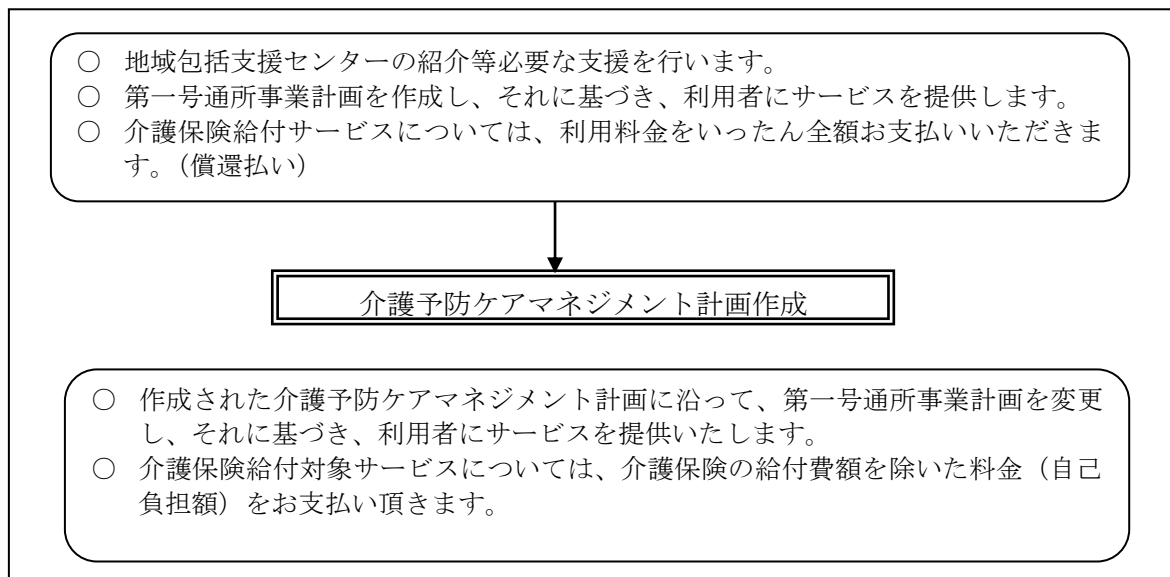 ○ 地域包括支援センターの紹介等必要な支援を行います。
○ 第一号通所事業計画を作成し、それに基づき、利用者にサービスを提供します。
○ 介護保険給付サービスについては、利用料金をいったん全額お支払いいただきま
す。(償還払い)
介護予防ケアマネジメント計画作成
○ 作成された介護予防ケアマネジメント計画に沿って、第一号通所事業計画を変更
し、それに基づき、利用者にサービスを提供いたします。
○ 介護保険給付対象サービスについては、介護保険の給付費額を除いた料金（自己
負担額）をお支払い頂きます。